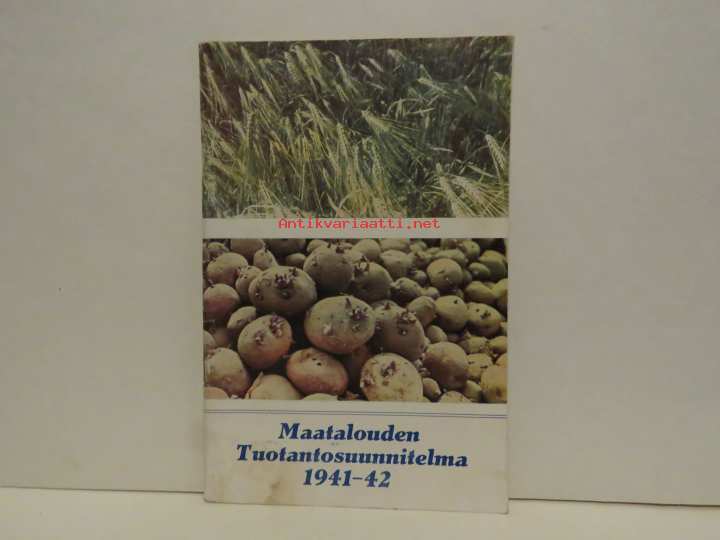 Antikvariaatti.net
Maatalouden
Tuotantosuunnitelma
1941-42